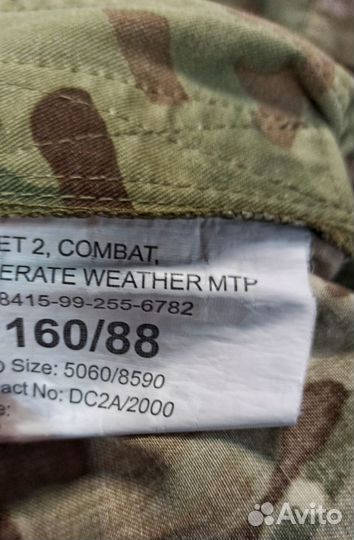 ET 2, COMBAT,
ERATE WEATHER MTP
8415-99-255-6782
160/88
Size: 5060/8590
act No: DC2A/2000
e:
Avito